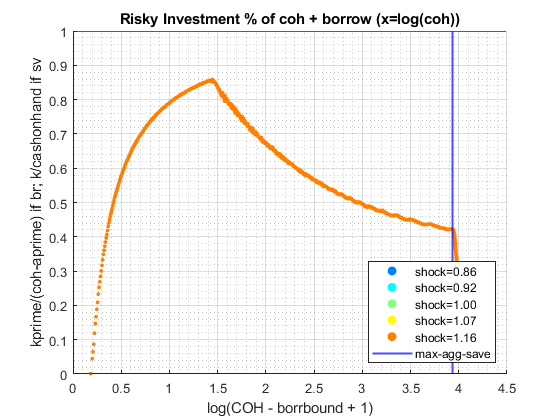 Risky Investment % of coh + borrow (x=log(coh))
kprime/(coh-aprime) if br; k/cashonhand if sv
1
0.9
0.8
0.7
0.6
0.5
0.4
0.3
0.2
0.1
0
shock=0.86
shock=0.92
shock=1.00
shock=1.07
shock=1.16
max-agg-save
0 0.5 1 1.5 2 2.5 3 3.5 4 4.5
log(COH - borrbound + 1)